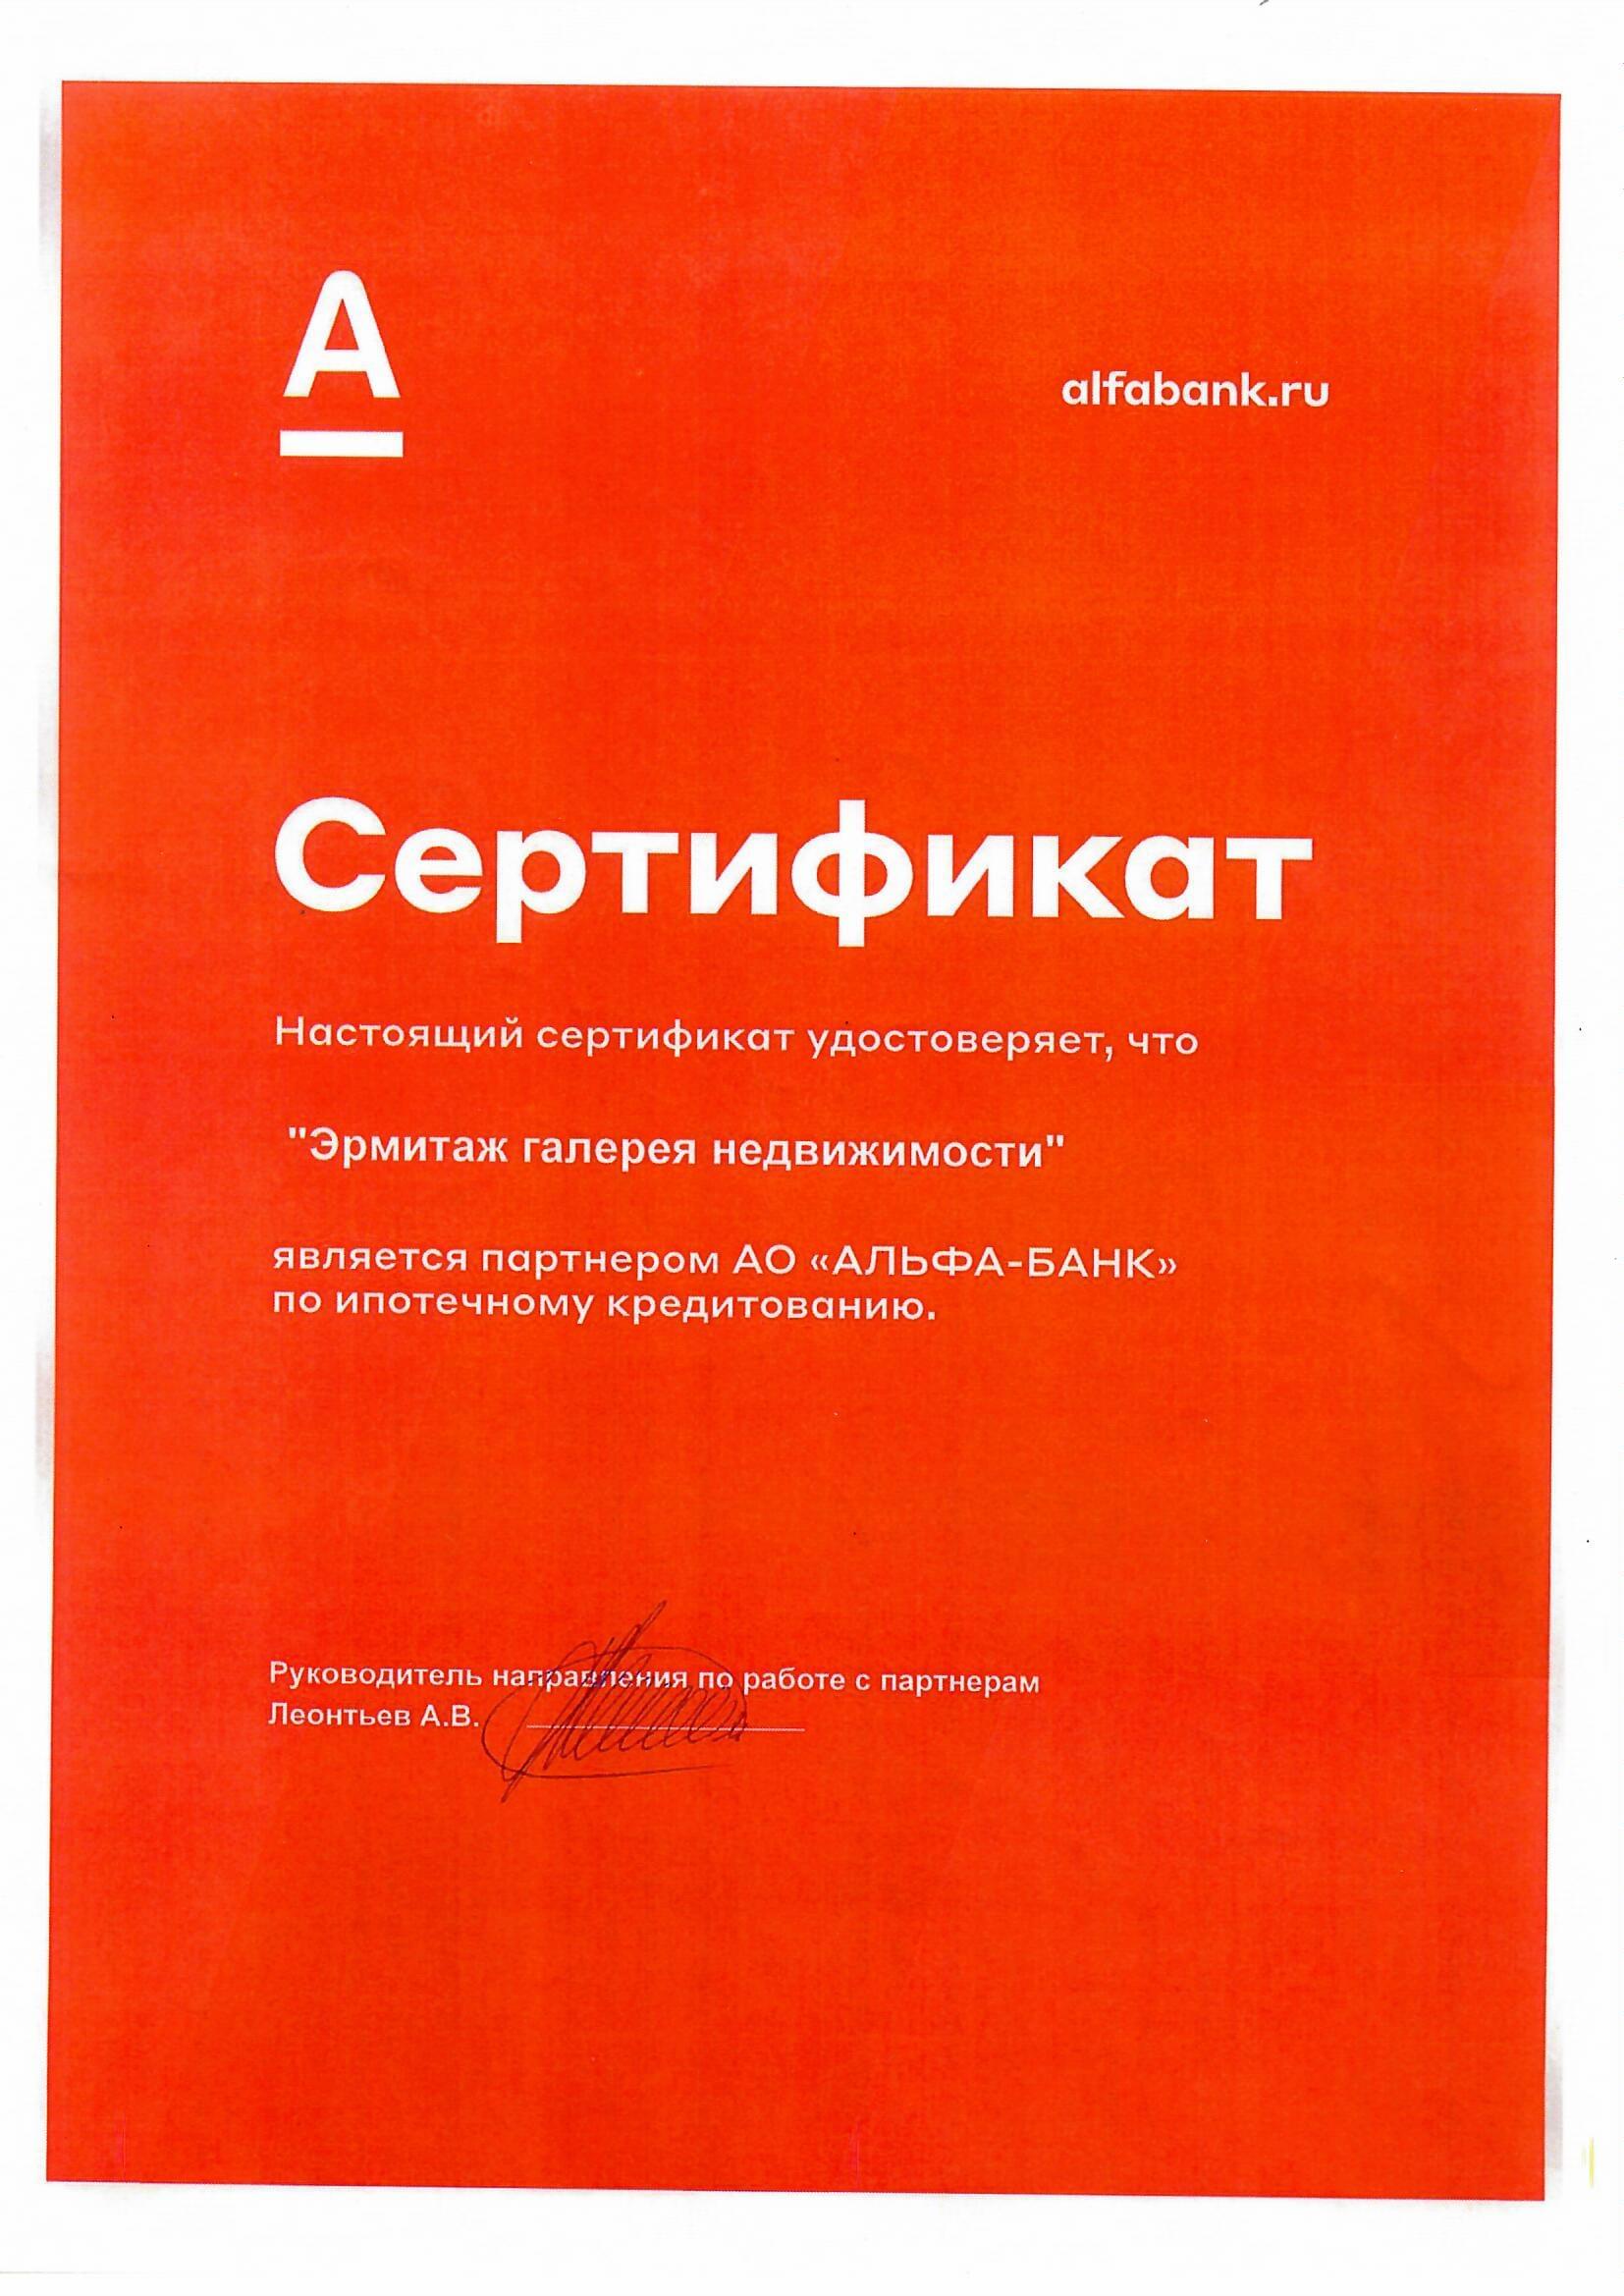 А
alfabank.ru
Сертификат
Настоящий сертификат удостоверяет, что
"Эрмитаж галерея недвижимости"
является партнером АО «АЛЬФА-БАНК»
по ипотечному кредитованию.
Руководитель направления по работе с партнерам
Леонтьев А.В.